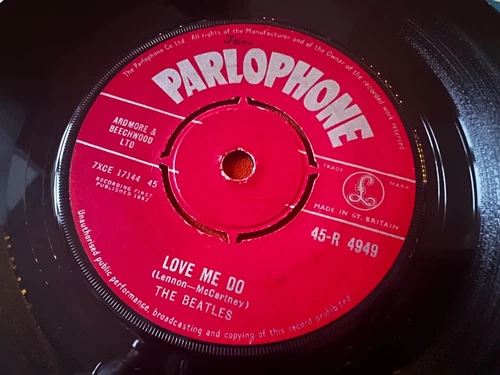 The Parlophone Co Ltd. All rights of the Manufacturer and of the Owner of the recorded work reserved.
PARLOPHONE
ARDMORE &
BEECHWOOD
LTD
7XCE 17144 45
RECORDING FIRST
PUBLISHED 1962
TRADE MARK
£
MADE IN GT. BRITAIN
45-R 4949
LOVE ME DO
(Lennon—McCartney)
THE BEATLES
Unauthorised public performance, broadcasting and copying of this record prohibited